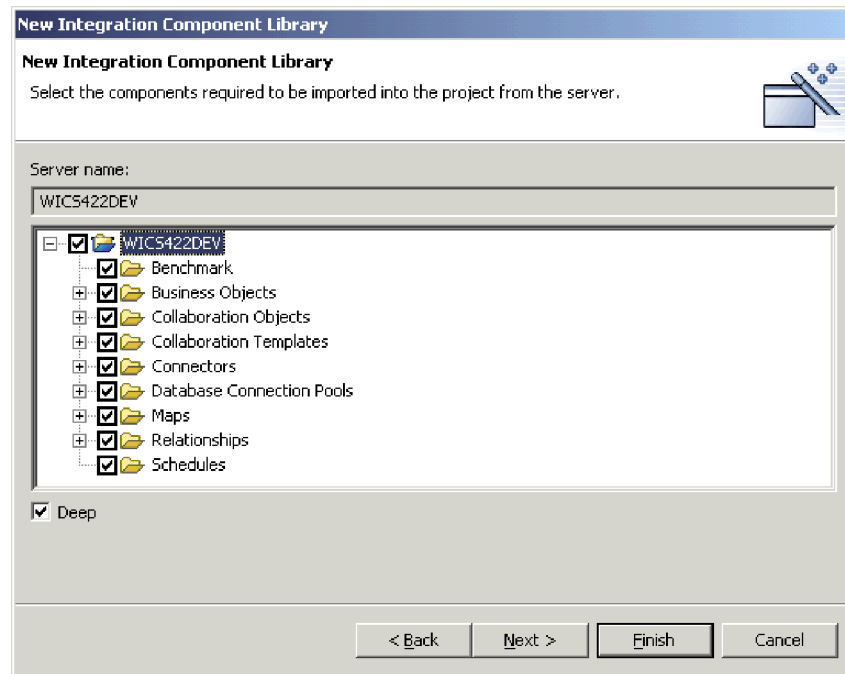 New Integration Component Library
New Integration Component Library
Select the components required to be imported into the project from the server.
Server name:
WICS422DEV
WICS422DEV
Benchmark
Business Objects
Collaboration Objects
Collaboration Templates
Connectors
Database Connection Pools
Maps
Relationships
Schedules
Deep
< Back Next > Finish Cancel